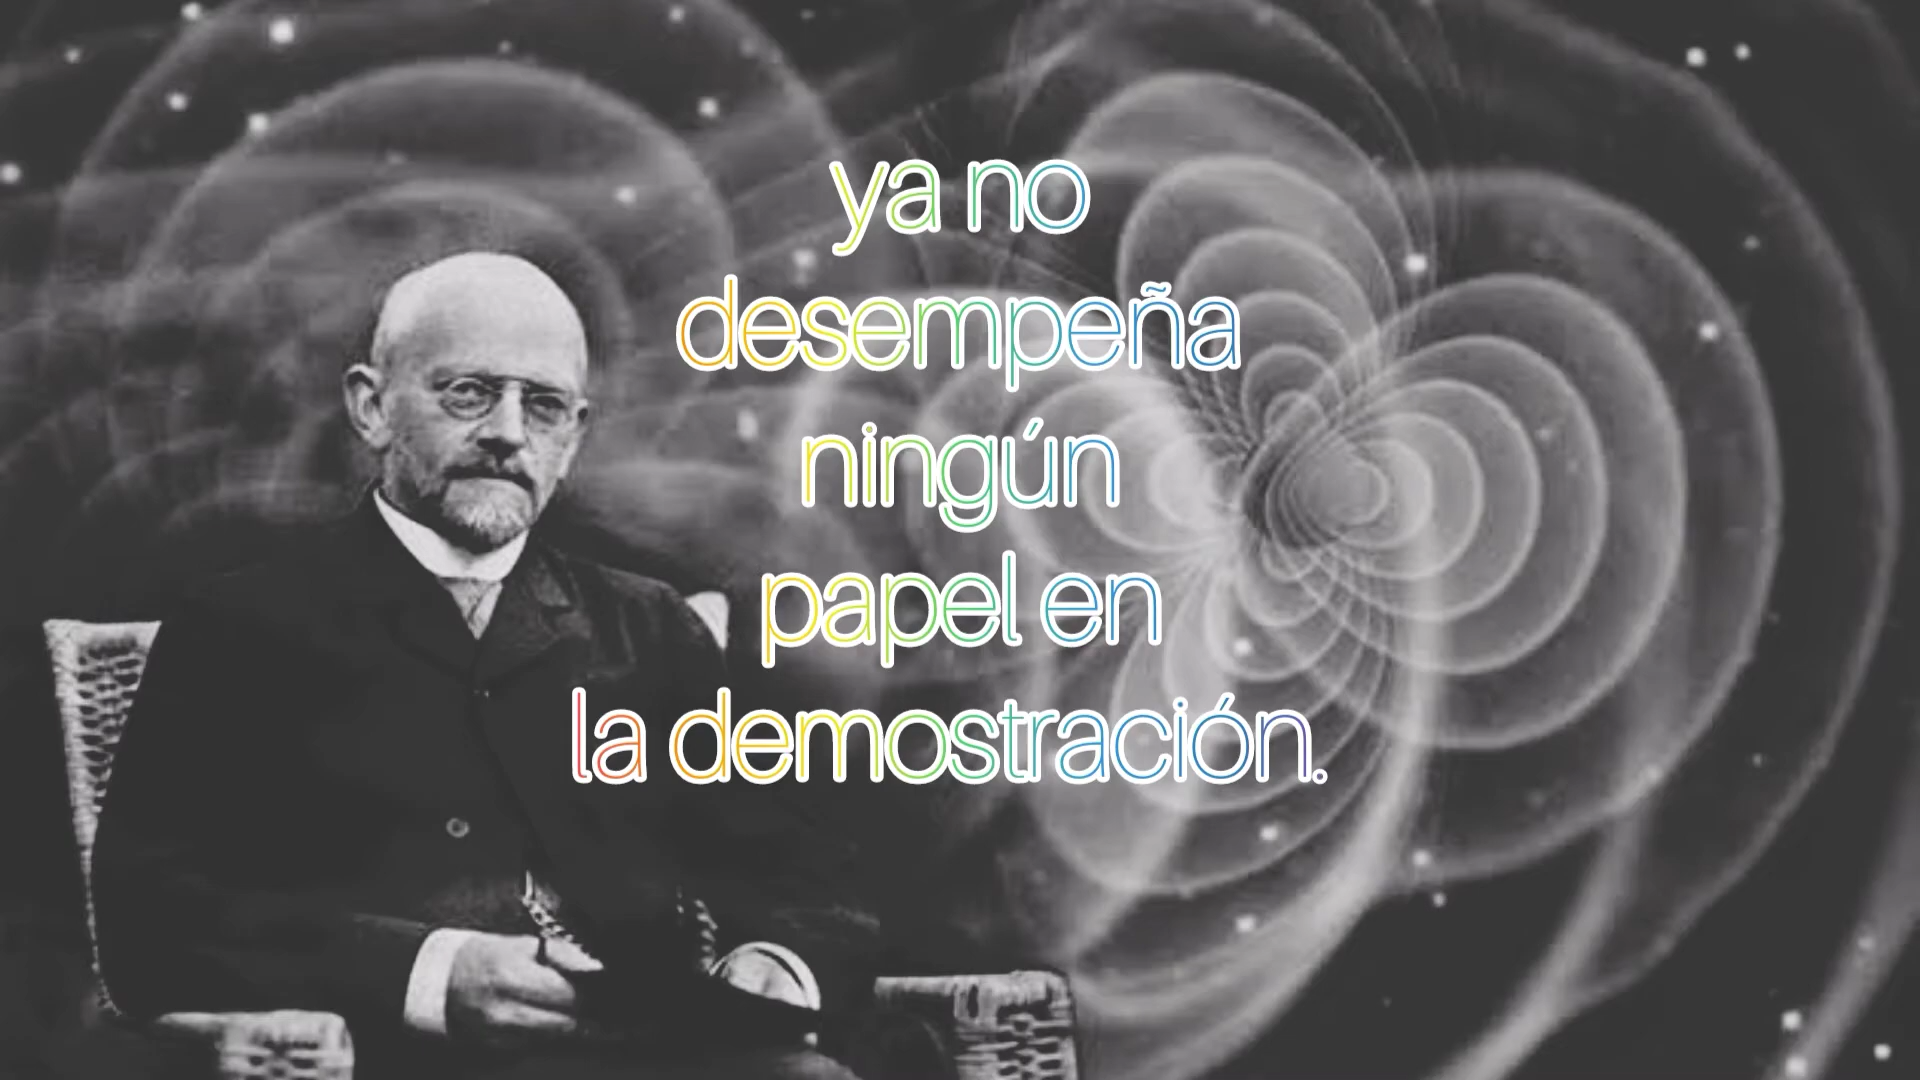 ya no
desempeña
ningún
papel en
la demostración.